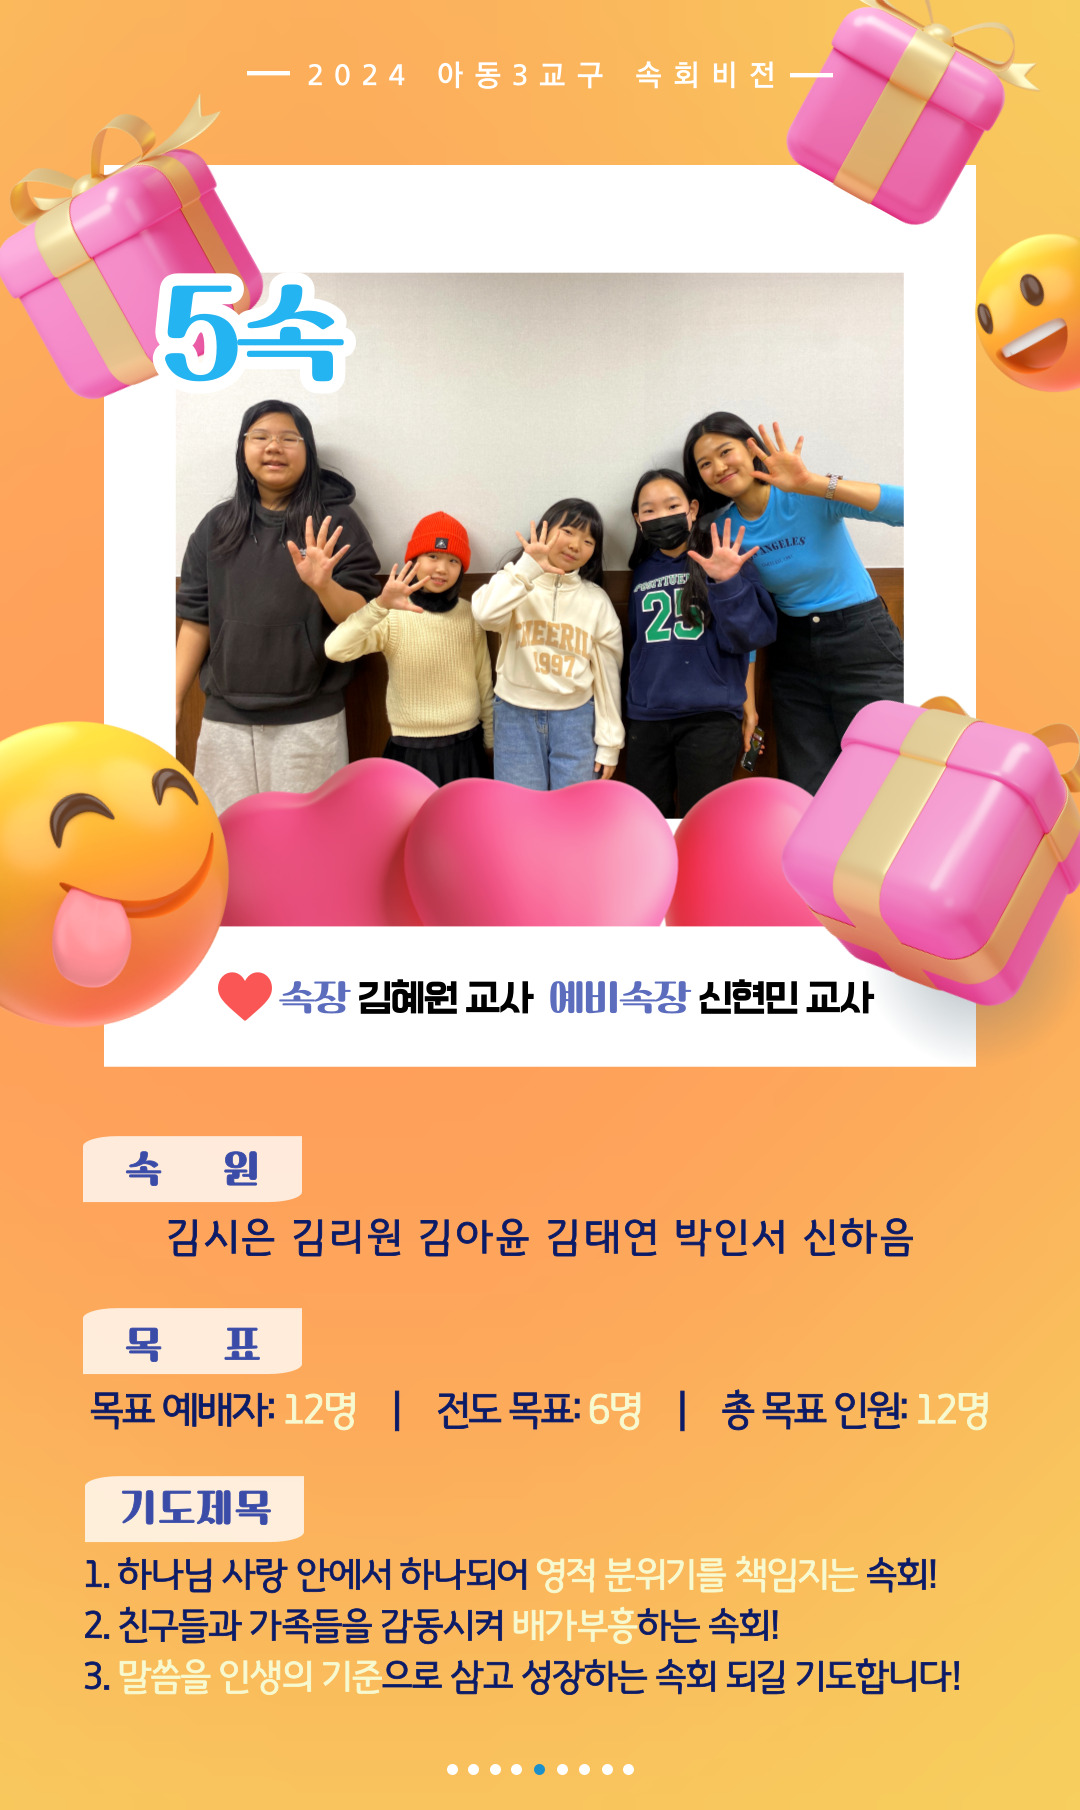 2024 아동3교구 속회비전
5속
ANGELES
POSITIVE
25
1997
속장 김혜원 교사 예비속장 신현민 교사
속 원
김시은 김리원 김아윤 김태연 박인서 신하음
목 표
목표 예배자: 12명 | 전도 목표: 6명 | 총 목표 인원: 12명
기도제목
1. 하나님 사랑 안에서 하나되어 영적 분위기를 책임지는 속회!
2. 친구들과 가족들을 감동시켜 배가부흥하는 속회!
3. 말씀을 인생의 기준으로 삼고 성장하는 속회 되길 기도합니다!